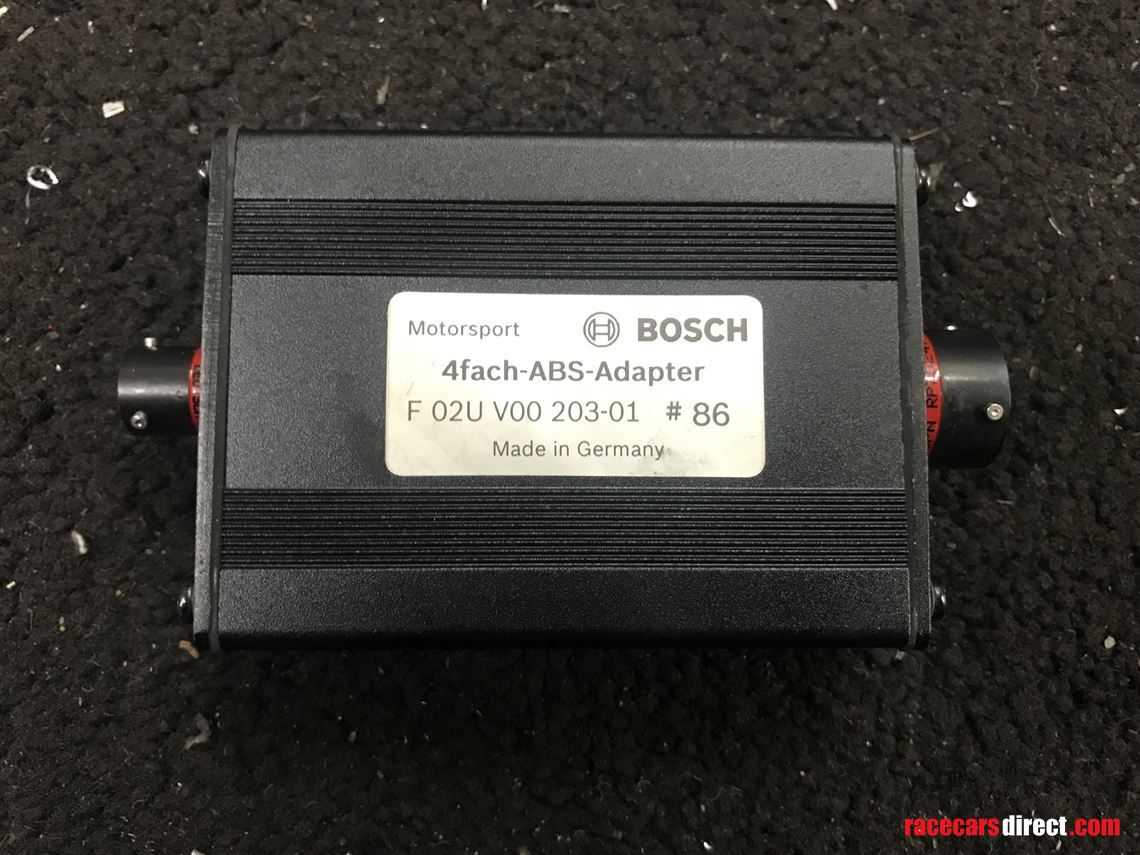 Motorsport BOSCH
4fach-ABS-Adapter
F 02U V00 203-01 # 86
Made in Germany
racecarsdirect.com